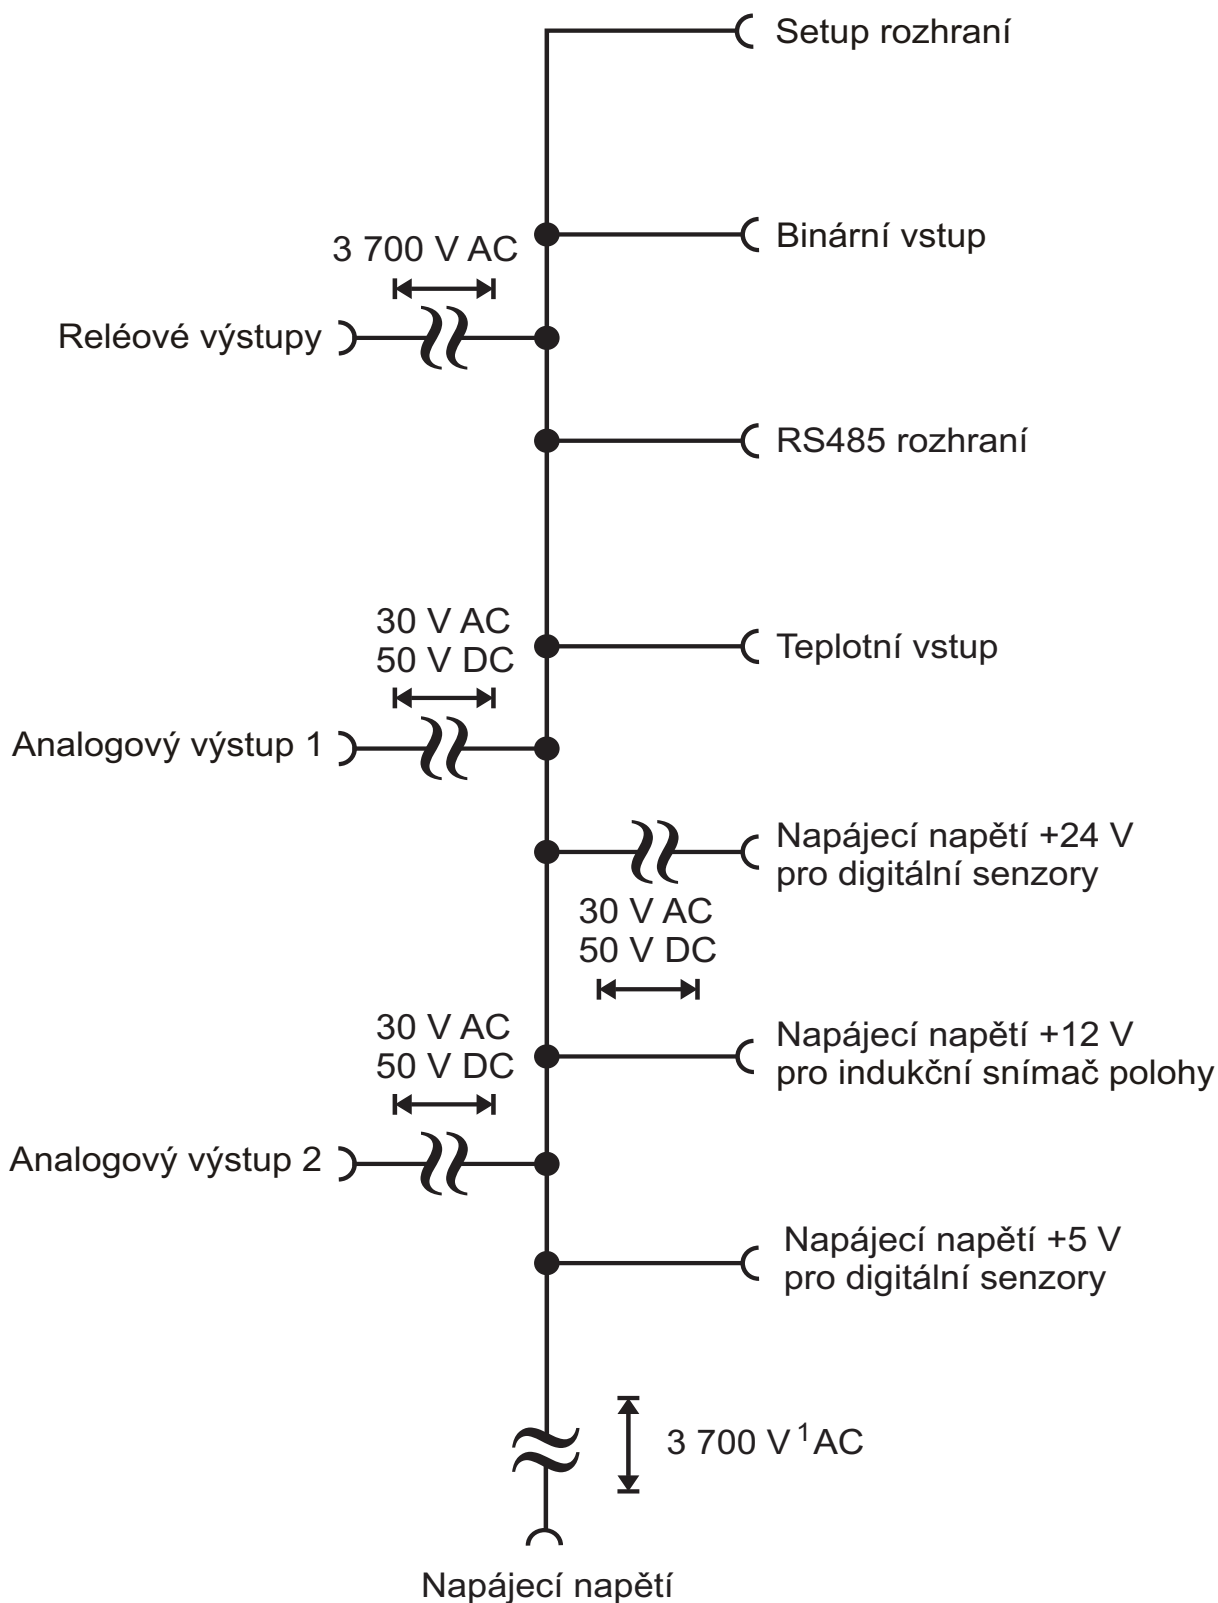 Setup rozhraní
Binární vstup
3 700 V AC
Reléové výstupy
RS485 rozhraní
30 V AC
50 V DC
Teplotní vstup
Analogový výstup 1
Napájecí napětí +24 V
pro digitální senzory
30 V AC
50 V DC
30 V AC
50 V DC
Napájecí napětí +12 V
pro indukční snímač polohy
Analogový výstup 2
Napájecí napětí +5 V
pro digitální senzory
3 700 V ¹ AC
Napájecí napětí